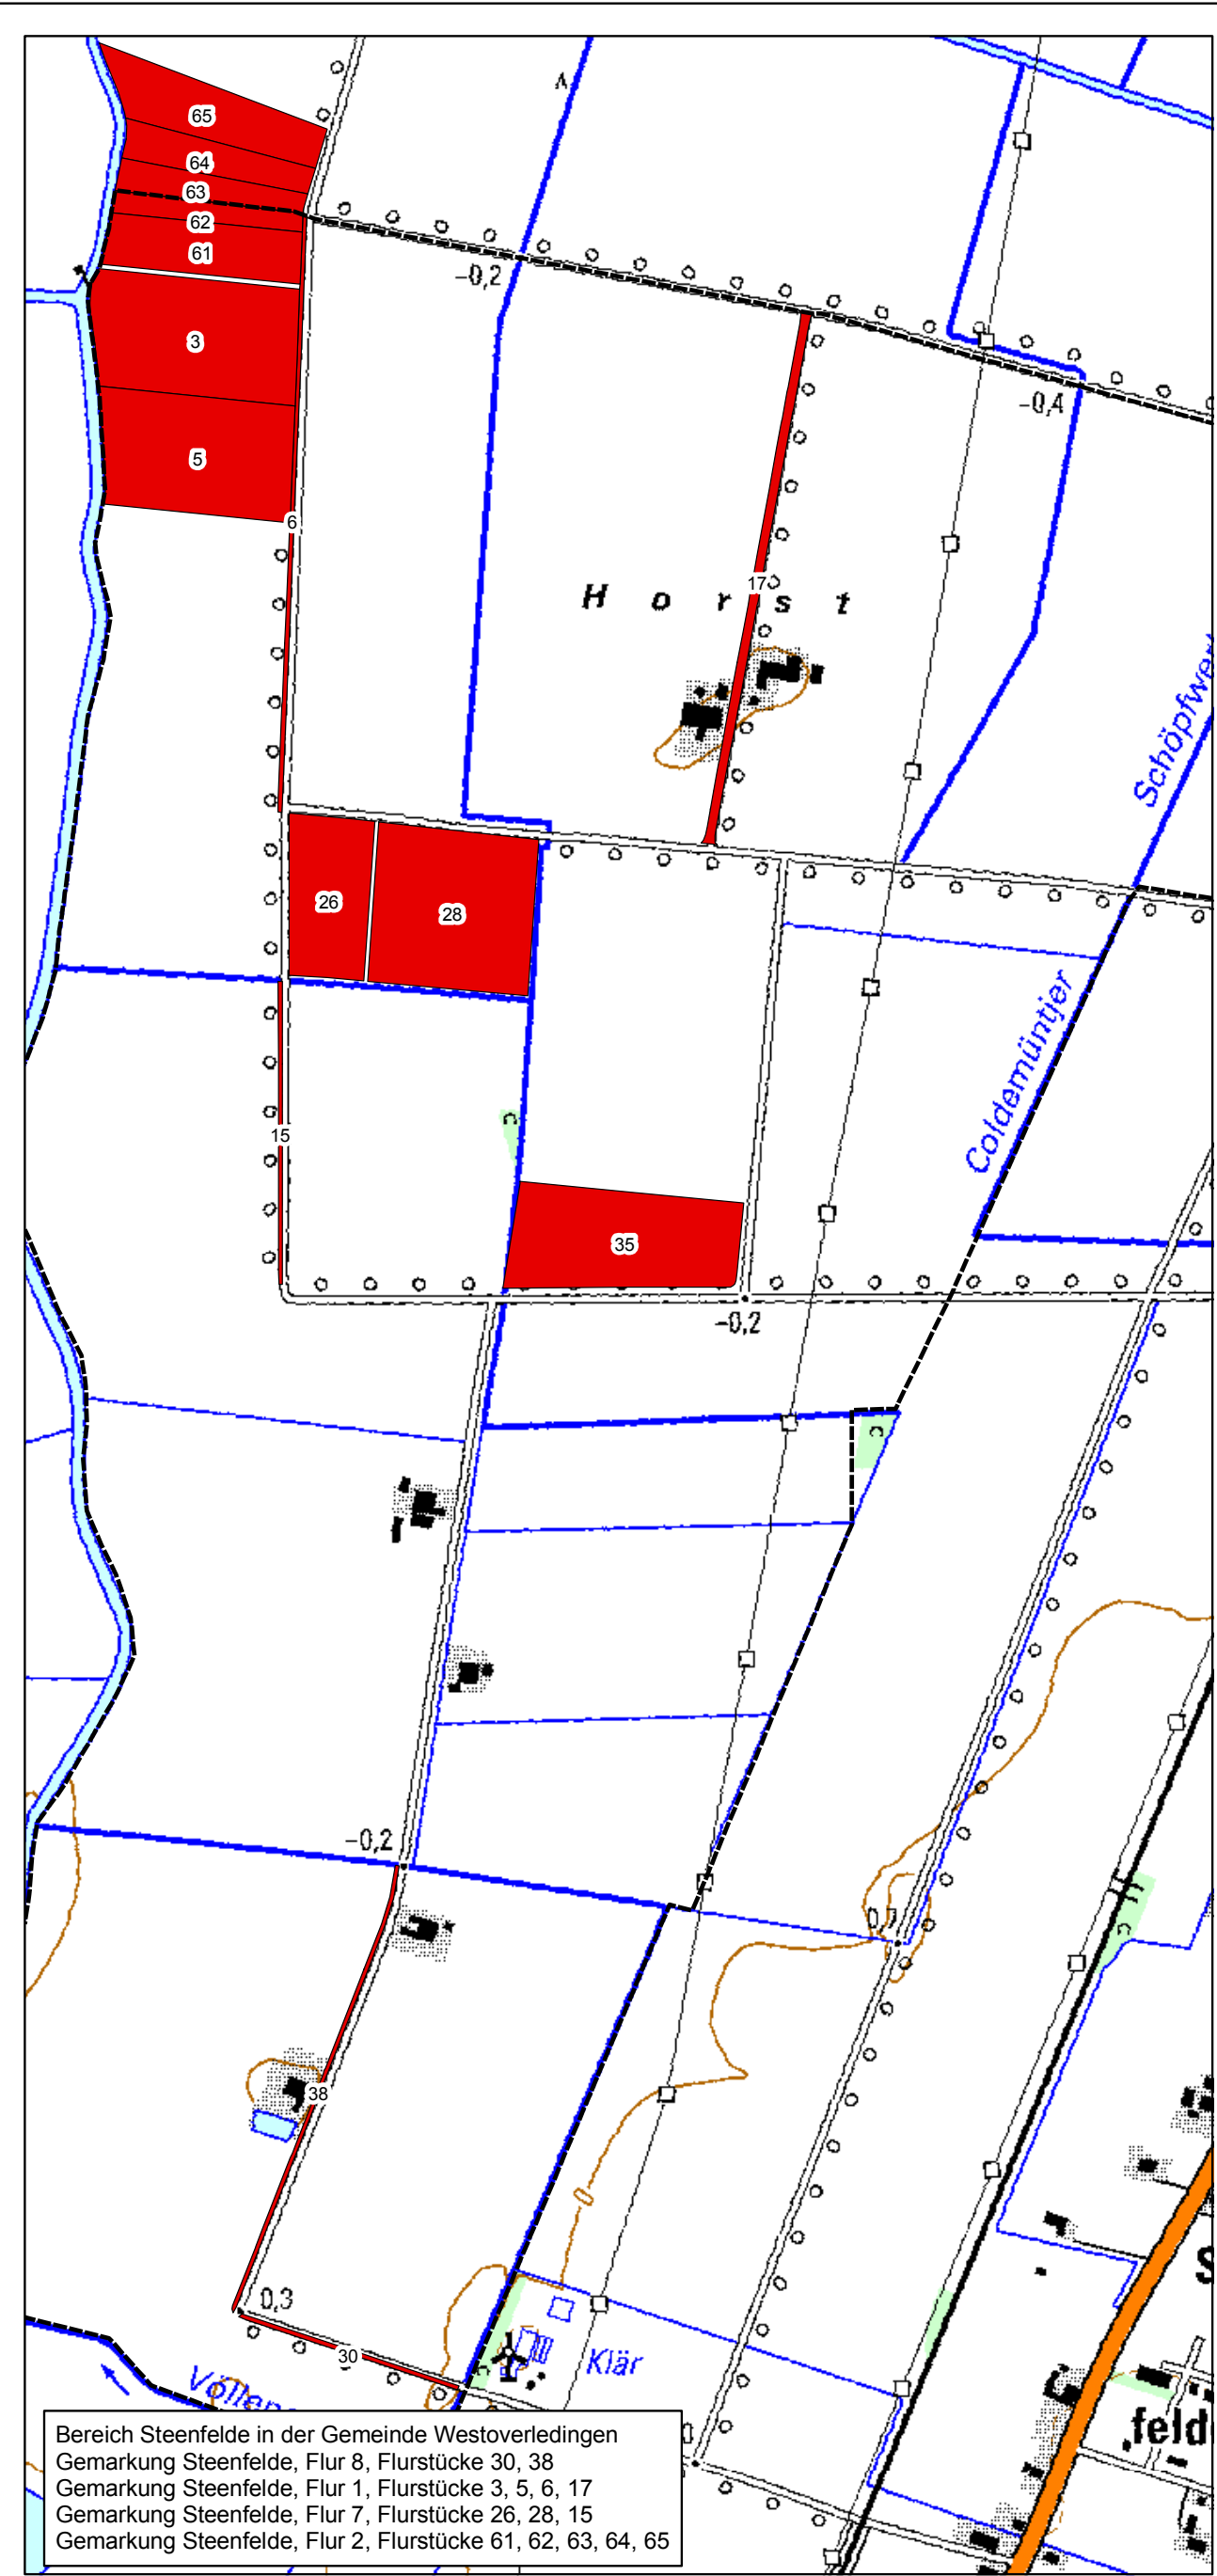 65
64
63
62
61
-0,2
3
-0,4
5
6
17
Horst
26
28
Coldemüntjer
15
35
-0,2
-0,2
38
0,3
30
0
Klär
feld
Bereich Steenfelde in der Gemeinde Westoverledingen
Gemarkung Steenfelde, Flur 8, Flurstücke 30, 38
Gemarkung Steenfelde, Flur 1, Flurstücke 3, 5, 6, 17
Gemarkung Steenfelde, Flur 7, Flurstücke 26, 28, 15
Gemarkung Steenfelde, Flur 2, Flurstücke 61, 62, 63, 64, 65